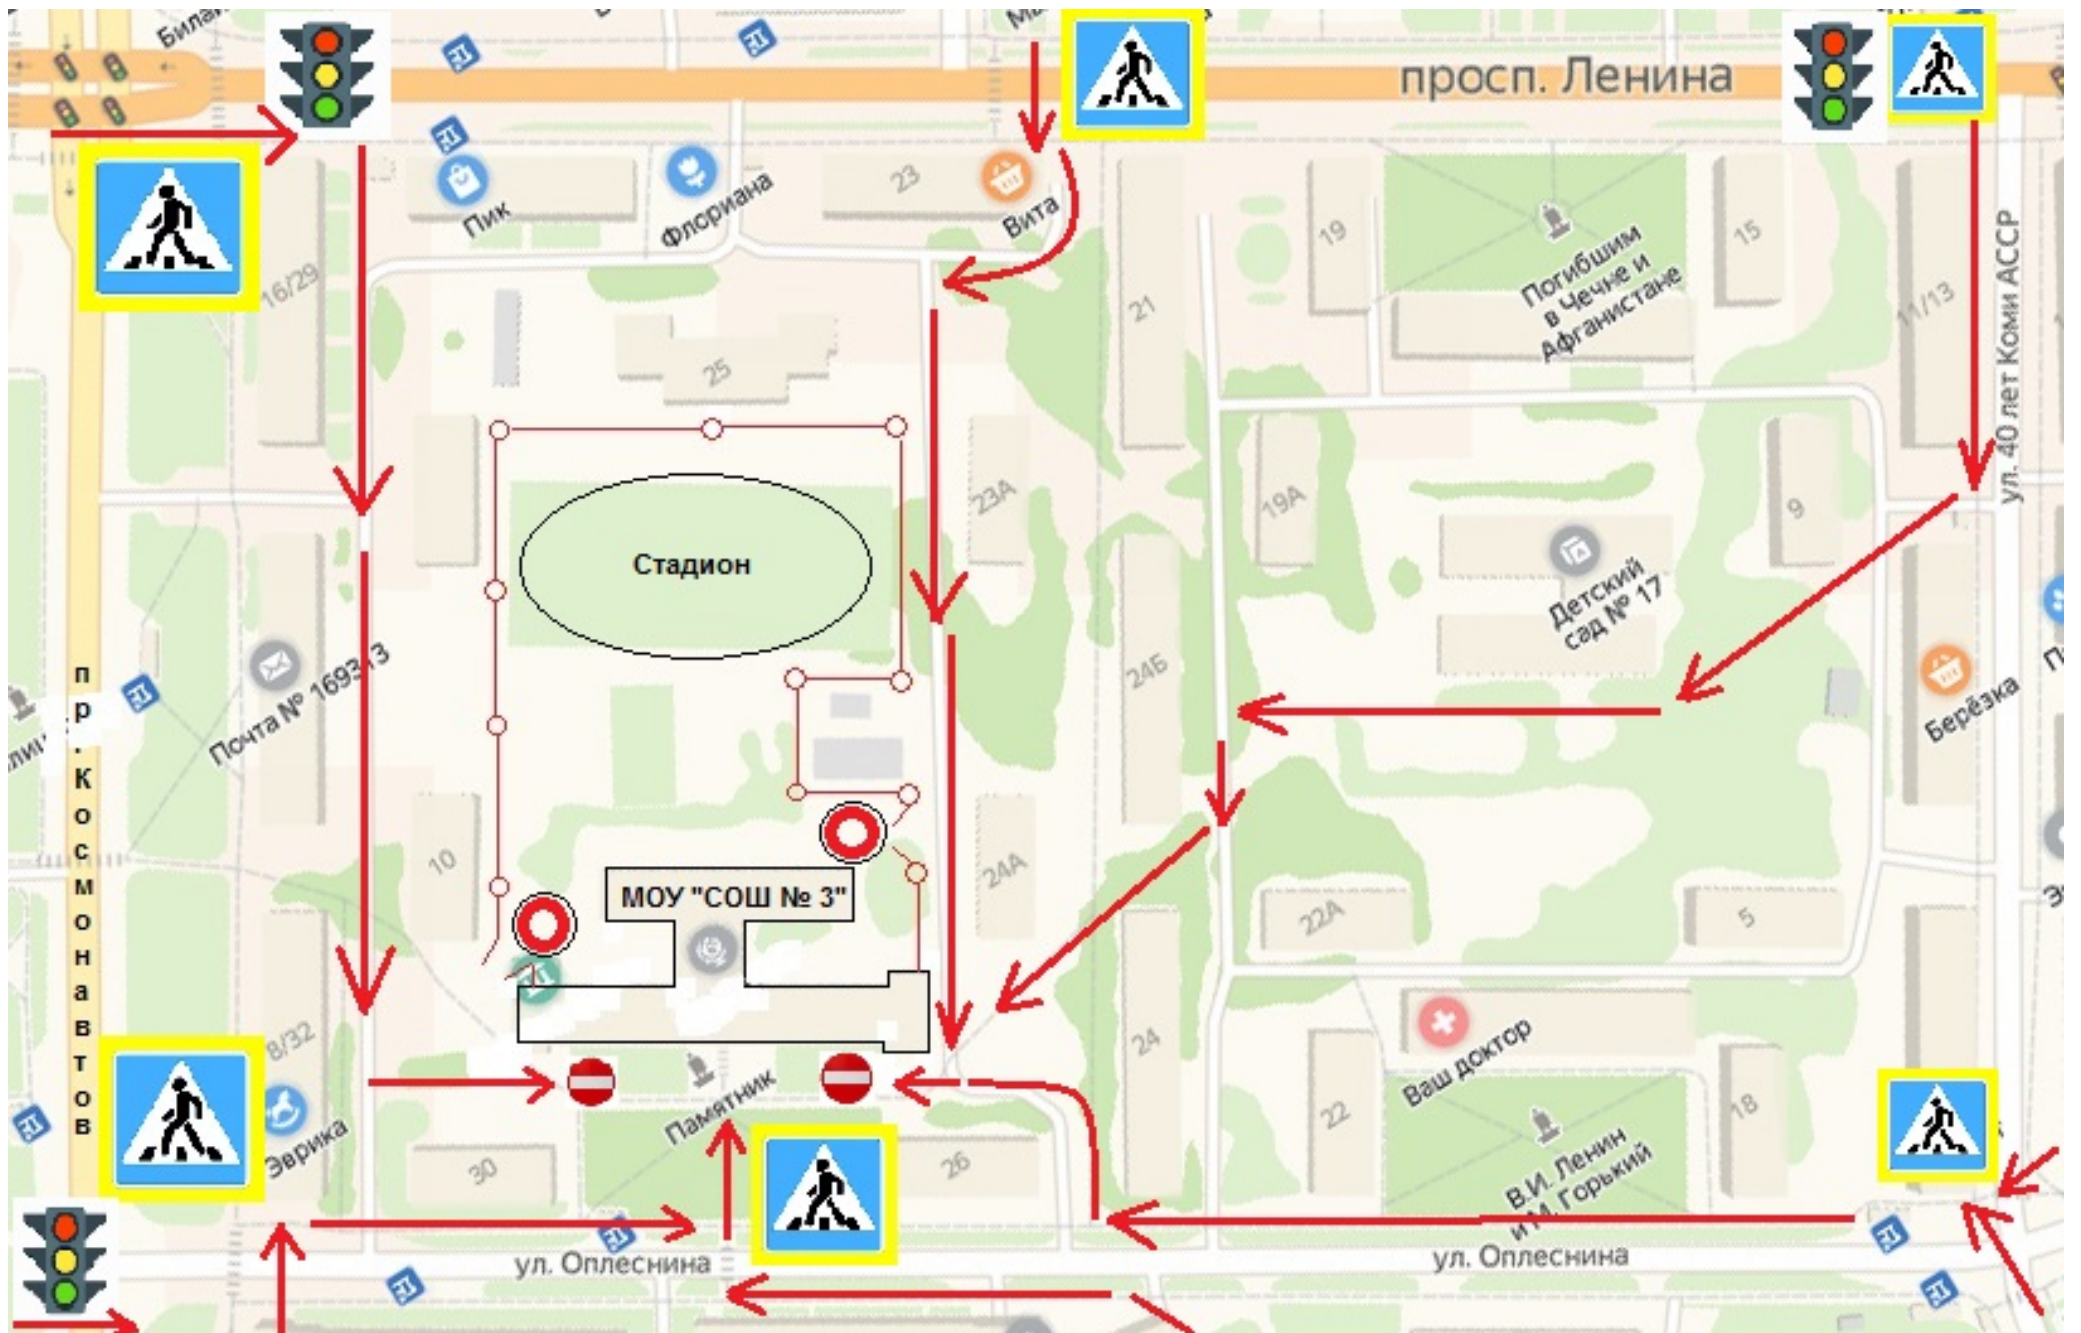 просп. Ленина
Пик
Флориана
23
Вита
16/29
25
21
19
Погибшим
в Чечне и
Афганистане
15
11/13
ул. 40 лет Коми АССР
Стадион
23А
19А
9
Детский
сад № 17
24Б
Берёзка
Почта № 169313
пр. Космонавтов
10
МОУ "СОШ № 3"
24А
22А
5
8/32
24
Ваш доктор
Памятник
Эврика
30
26
22
18
В.И. Ленин
и М. Горький
ул. Оплеснина
ул. Оплеснина